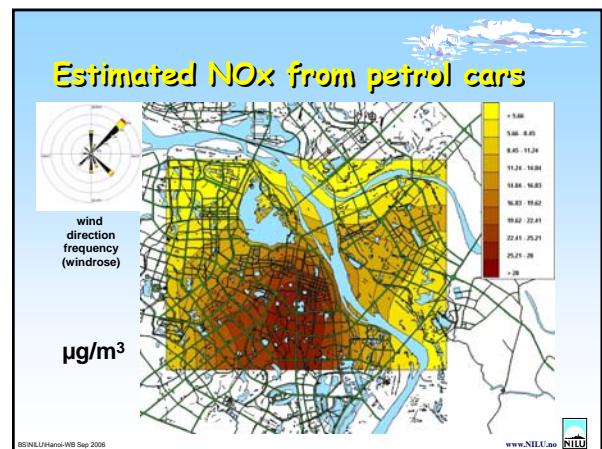 Estimated NOx from petrol cars
wind
direction
frequency
(windrose)
µg/m³
< 5.66
5.66 - 8.45
8.45 - 11.24
11.24 - 14.04
14.04 - 16.83
16.83 - 19.62
19.62 - 22.41
22.41 - 25.21
25.21 - 28
> 28
BS\NILU\Hanoi-WB Sep 2006
www.NILU.no
NILU